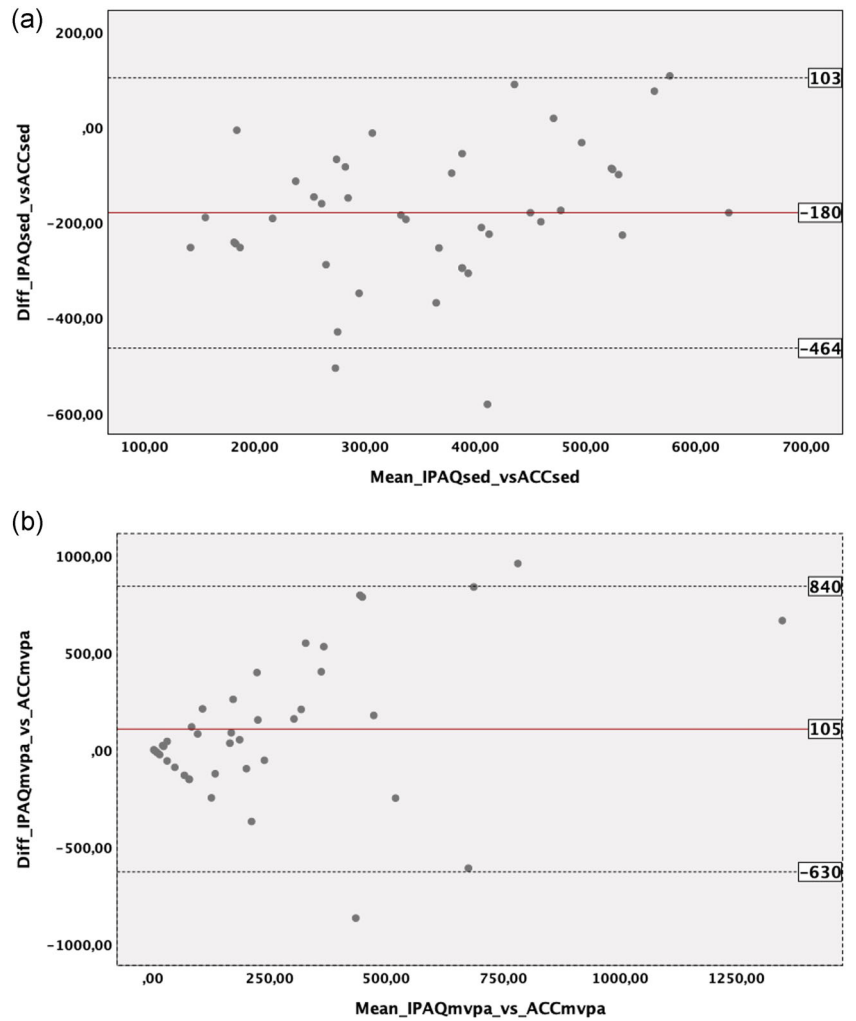 (a)
200,00
,00
-200,00
-400,00
-600,00
DIff_IPAQsed_vsACCsed
103
-180
-464
100,00 200,00 300,00 400,00 500,00 600,00 700,00
Mean_IPAQsed_vsACCsed
(b)
1000,00
500,00
,00
-500,00
-1000,00
Diff_IPAQmvpa_vs_ACCmvpa
840
105
-630
,00 250,00 500,00 750,00 1000,00 1250,00
Mean_IPAQmvpa_vs_ACCmvpa